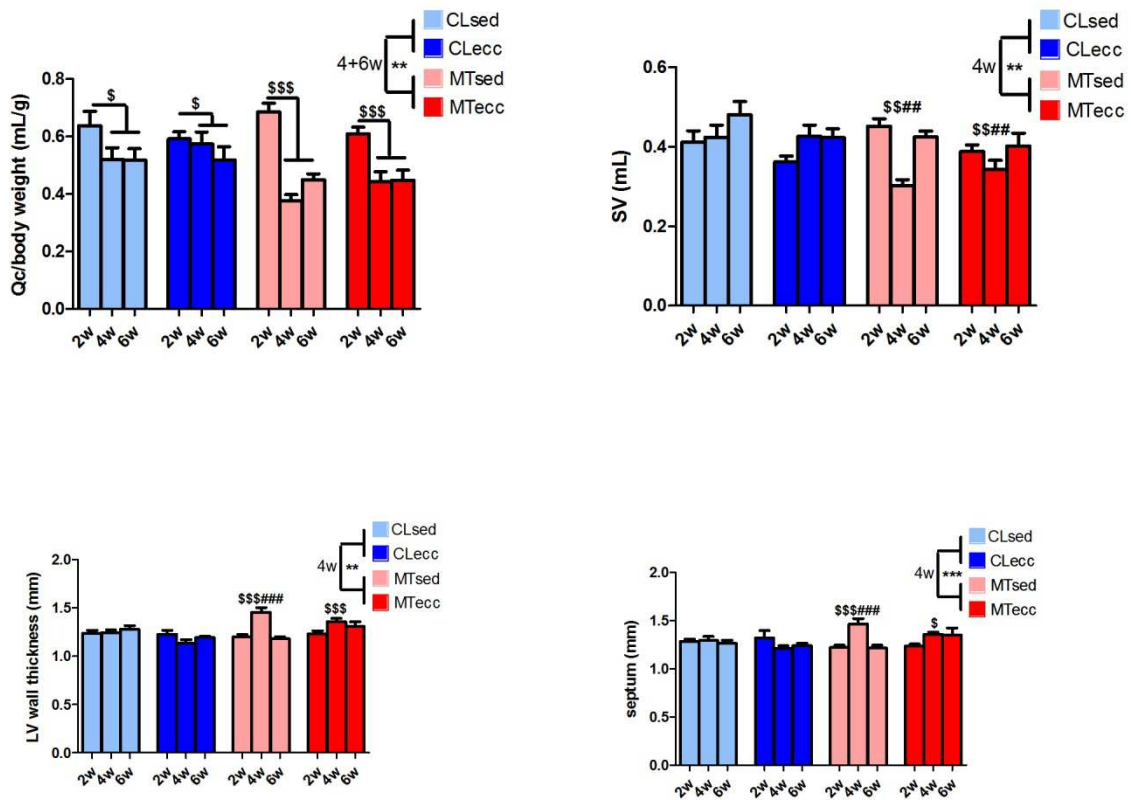 CLsed
CLecc
MTsed
MTecc
4+6w
**
Qc/body weight (mL/g)
0.8
0.6
0.4
0.2
0.0
$
$
$$$
$$$
2w 4w 6w 2w 4w 6w 2w 4w 6w 2w 4w 6w
CLsed
CLecc
MTsed
MTecc
4w
**
SV (mL)
0.6
0.4
0.2
0.0
$$##
$$##
2w 4w 6w 2w 4w 6w 2w 4w 6w 2w 4w 6w
CLsed
CLecc
MTsed
MTecc
4w
**
LV wall thickness (mm)
2.0
1.5
1.0
0.5
0.0
$$$###
$$$
2w 4w 6w 2w 4w 6w 2w 4w 6w 2w 4w 6w
CLsed
CLecc
MTsed
MTecc
4w
***
septum (mm)
2.0
1.5
1.0
0.5
0.0
$$$###
$
2w 4w 6w 2w 4w 6w 2w 4w 6w 2w 4w 6w